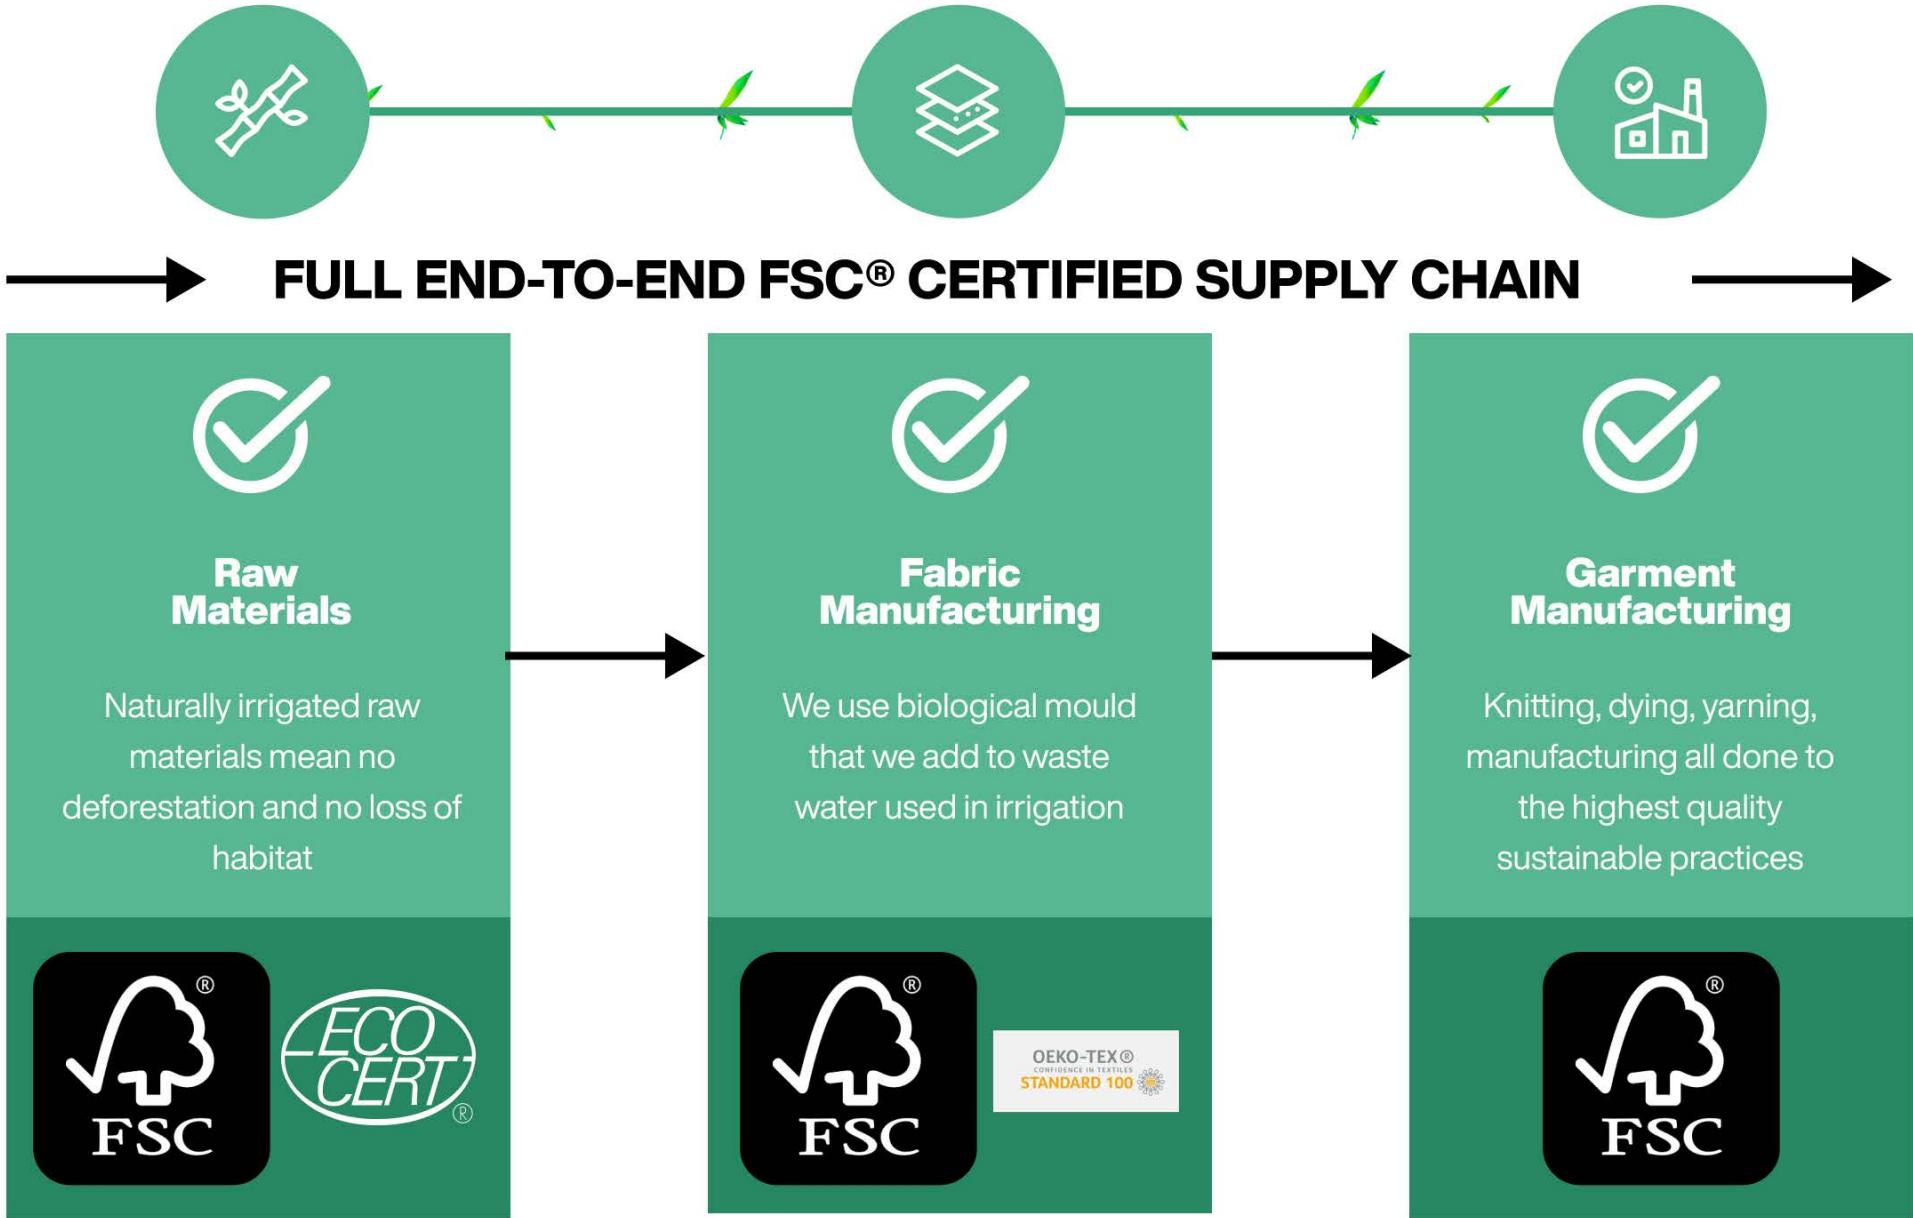 FULL END-TO-END FSC® CERTIFIED SUPPLY CHAIN
Raw
Materials
Naturally irrigated raw
materials mean no
deforestation and no loss of
habitat
Fabric
Manufacturing
We use biological mould
that we add to waste
water used in irrigation
Garment
Manufacturing
Knitting, dying, yarning,
manufacturing all done to
the highest quality
sustainable practices
®
FSC
ECO
CERT
®
®
FSC
OEKO-TEX®
CONFIDENCE IN TEXTILES
STANDARD 100
®
FSC